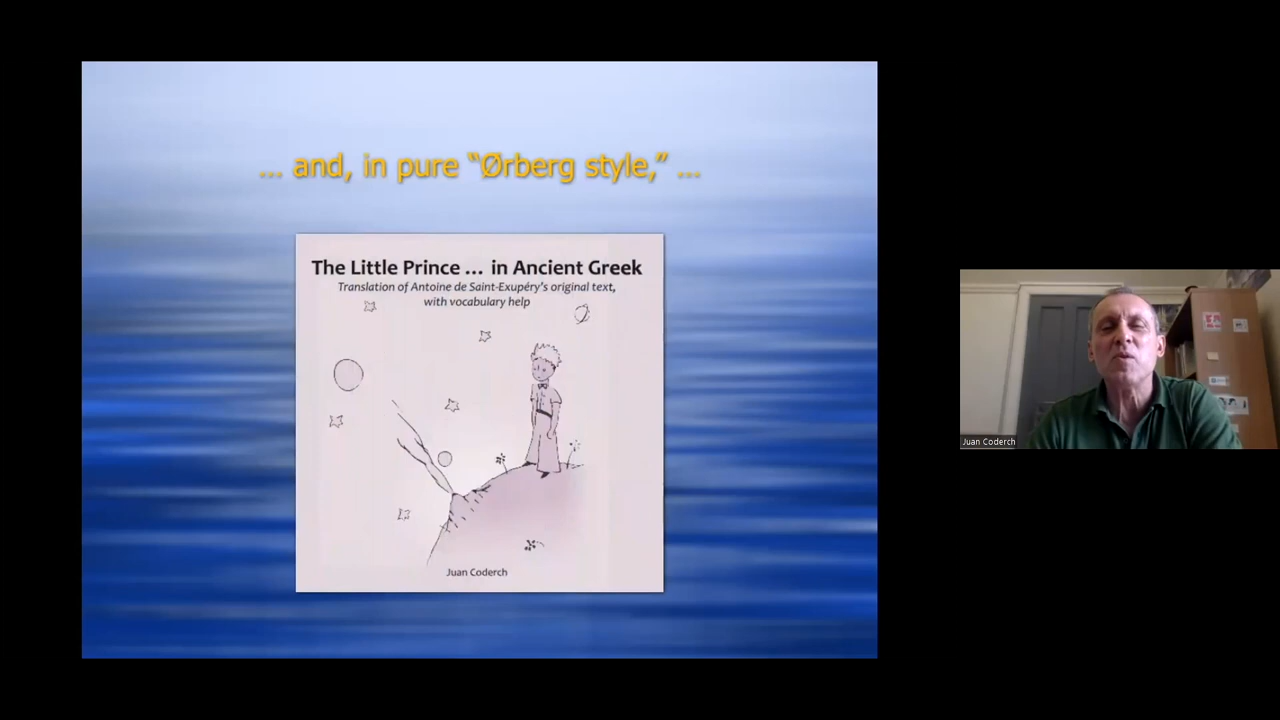 ... and, in pure “Ørberg style,” ...
The Little Prince ... in Ancient Greek
Translation of Antoine de Saint-Exupéry's original text,
with vocabulary help
Juan Coderch
Juan Coderch